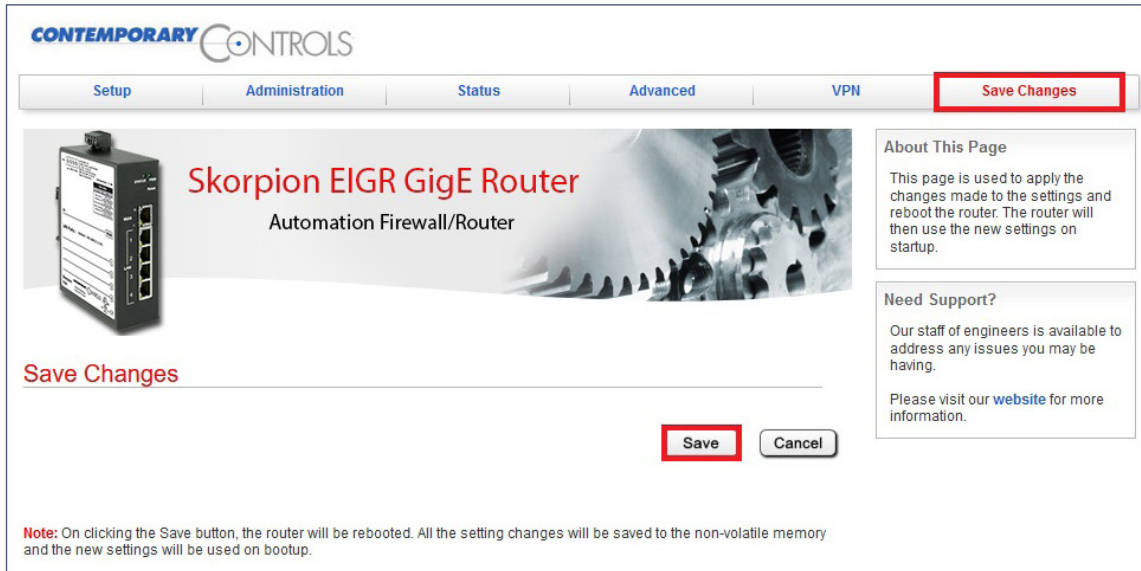 CONTEMPORARY CONTROLS
Setup Administration Status Advanced VPN Save Changes
Skorpion EIGR GigE Router
Automation Firewall/Router
About This Page
This page is used to apply the
changes made to the settings and
reboot the router. The router will
then use the new settings on
startup.
Need Support?
Our staff of engineers is available to
address any issues you may be
having.
Please visit our website for more
information.
Save Changes
Save Cancel
Note: On clicking the Save button, the router will be rebooted. All the setting changes will be saved to the non-volatile memory
and the new settings will be used on bootup.